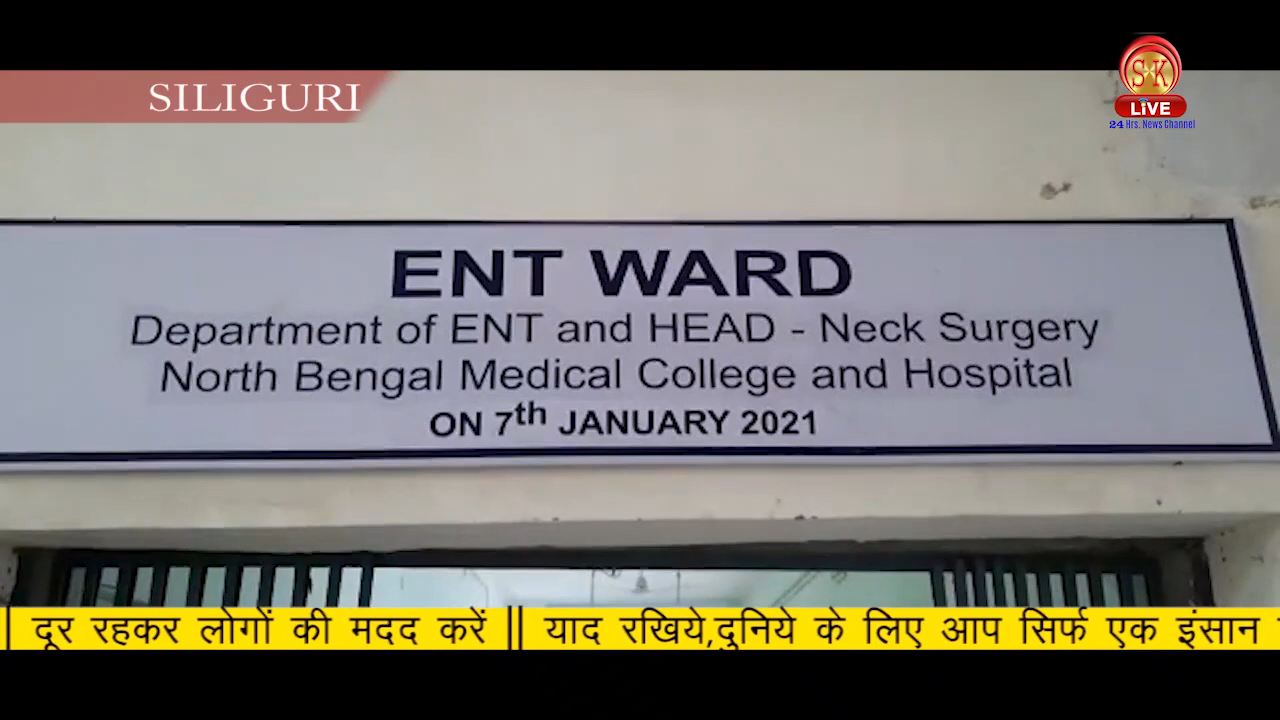 SILIGURI
S K
LIVE
24 Hrs. News Channel
ENT WARD
Department of ENT and HEAD - Neck Surgery
North Bengal Medical College and Hospital
ON 7th JANUARY 2021
|| दूर रहकर लोगों की मदद करें || याद रखिये,दुनिये के लिए आप सिर्फ एक इंसान